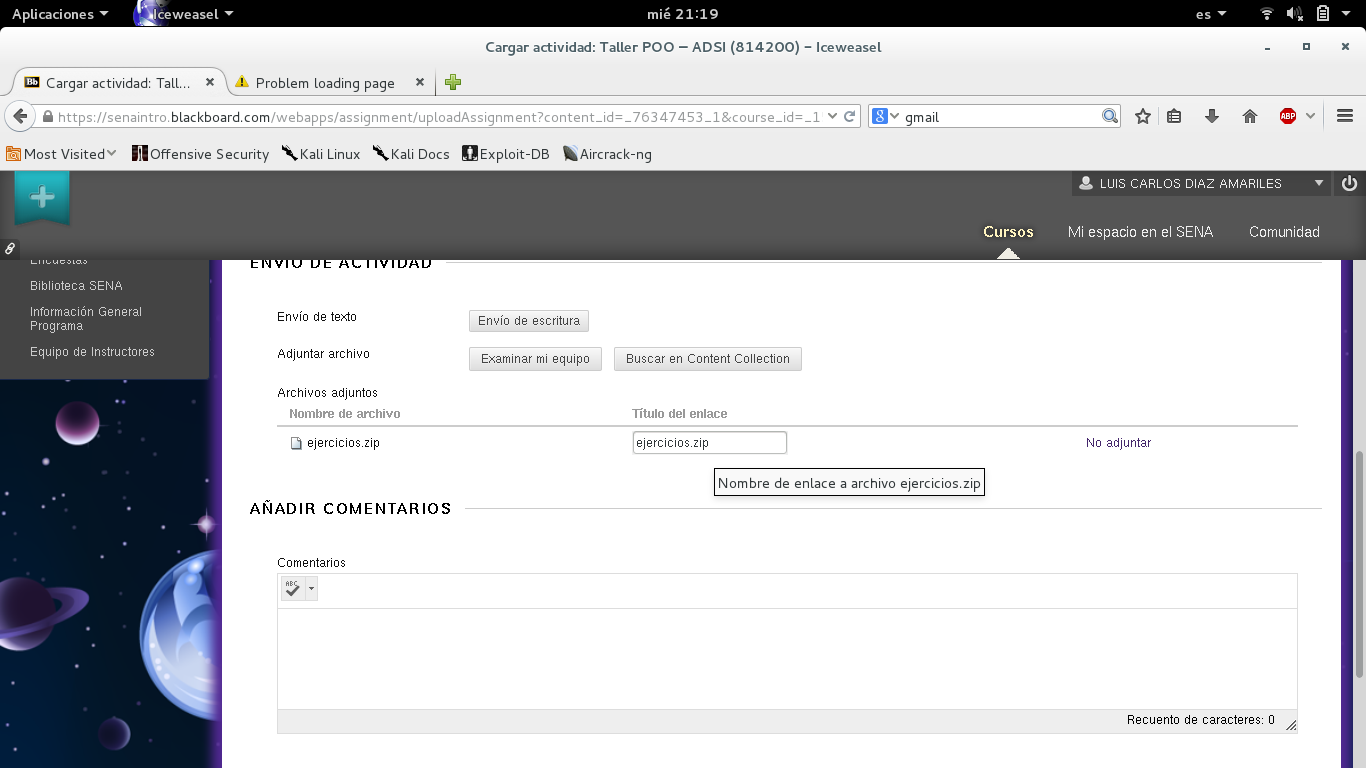 Aplicaciones Iceweasel mié 21:19 es
Cargar actividad: Taller POO – ADSI (814200) – Iceweasel
Bb Cargar actividad: Tall... Problem loading page
https://senaintro.blackboard.com/webapps/assignment/uploadAssignment?content_id=_76347453_1&course_id=_1 8 gmail ABP
Most Visited Offensive Security Kali Linux Kali Docs Exploit-DB Aircrack-ng
LUIS CARLOS DIAZ AMARILES
Cursos Mi espacio en el SENA Comunidad
Encuestas
Biblioteca SENA
Información General
Programa
Equipo de Instructores
ENVÍO DE ACTIVIDAD
Envío de texto Envío de escritura
Adjuntar archivo Examinar mi equipo Buscar en Content Collection
Archivos adjuntos
Nombre de archivo Título del enlace
ejercicios.zip ejercicios.zip No adjuntar
Nombre de enlace a archivo ejercicios.zip
AÑADIR COMENTARIOS
Comentarios
ABC
Recuento de caracteres: 0